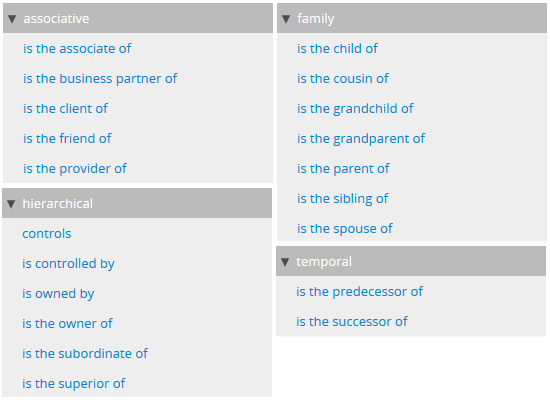 associative
is the associate of
is the business partner of
is the client of
is the friend of
is the provider of
hierarchical
controls
is controlled by
is owned by
is the owner of
is the subordinate of
is the superior of
family
is the child of
is the cousin of
is the grandchild of
is the grandparent of
is the parent of
is the sibling of
is the spouse of
temporal
is the predecessor of
is the successor of